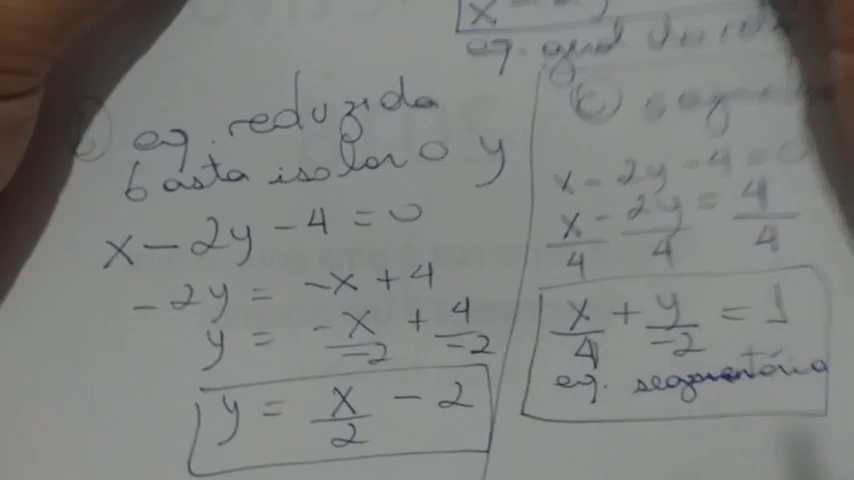 x - 2
eq. geral da
b) eq. reduzida
basta isolar o y
x - 2y - 4 = 0
-2y = -x + 4
y = -x/-2 + 4/-2
y = x/2 - 2
c)
x - 2y - 4 = 0
x/4 - 2y/4 = 4/4
x/4 + y/-2 = 1
eq. segmentária